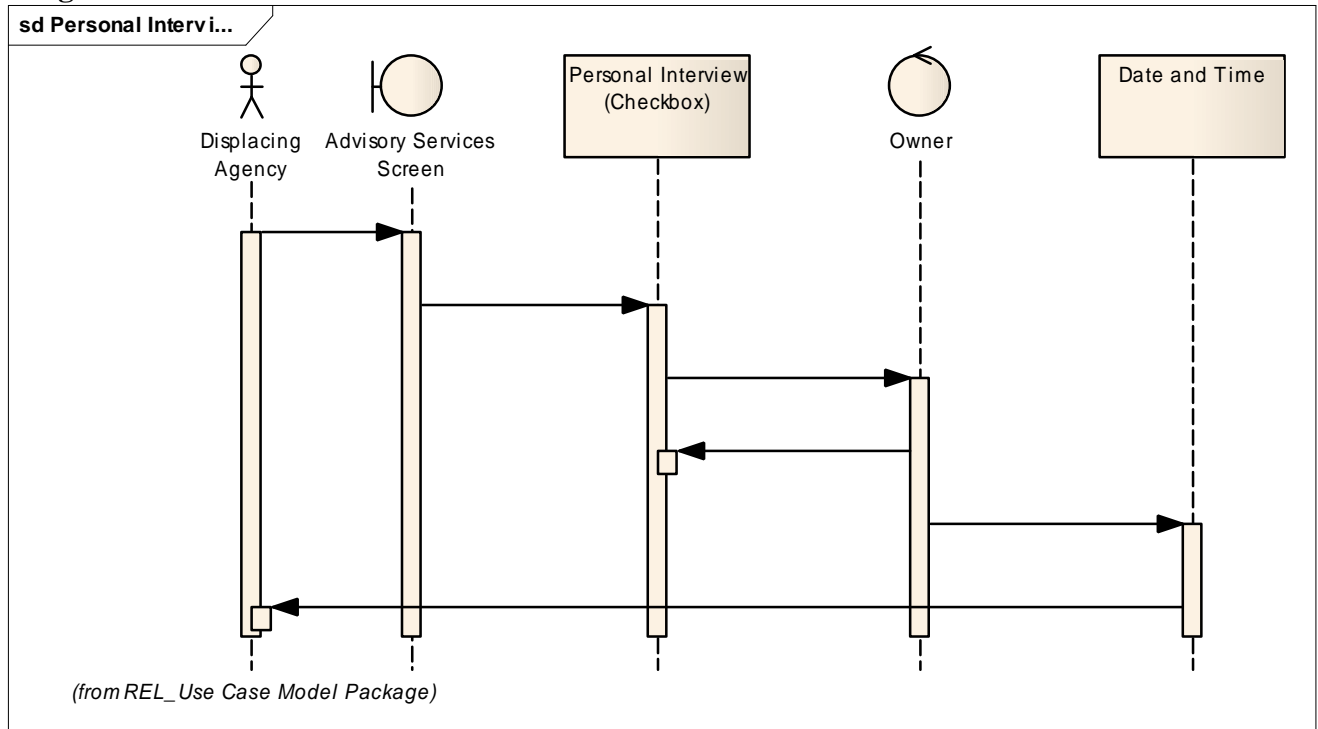 sd Personal Intervi...
Displacing
Agency
Advisory Services
Screen
Personal Interview
(Checkbox)
Owner
Date and Time
(from REL_Use Case Model Package)